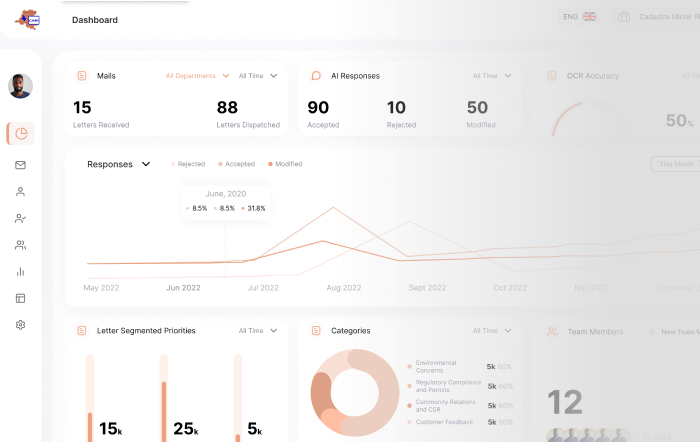 CAMI
Dashboard
ENG
Cadastre Minier R
Mails
All Departments
All Time
AI Responses
All Time
OCR Accuracy
All Ti
15
88
90
10
50
50%
Letters Received
Letters Dispatched
Accepted
Rejected
Modified
Responses
Rejected
Accepted
Modified
This Month
June, 2020
8.5%
8.5%
31.8%
May 2022
Jun 2022
Jul 2022
Aug 2022
Sept 2022
Oct 2022
Nov 2022
Letter Segmented Priorities
All Time
Categories
All Time
Team Members
New Team M
15k
25k
5k
Environmental
Concerns
5k 60%
Regulatory Compliance
and Permits
5k 60%
Community Relations
and CSR
5k 60%
Customer Feedback
5k 60%
12